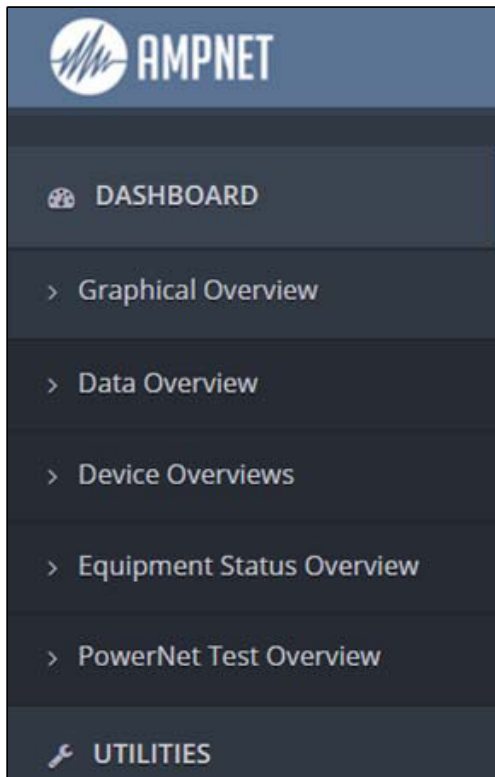 AMPNET
DASHBOARD
Graphical Overview
Data Overview
Device Overviews
Equipment Status Overview
PowerNet Test Overview
UTILITIES